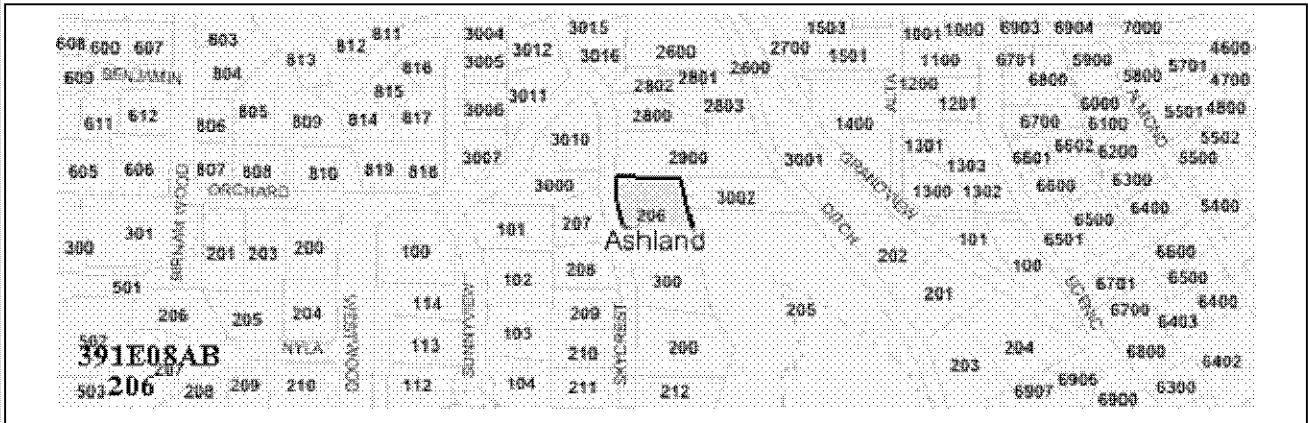 811 3004 3015 1503 1001 1000 6903 6904 7000
608 600 607 803 812 3012 3016 2600 2700 1501 4600
609 BENJAMIN 804 813 816 3005 2802 2801 2600 1100 6701 5900 5701
815 3011 1200 6800 5800 4700
611 612 806 805 809 814 817 3006 2800 2803 1400 ALTA 1201 6700 6000 6100 5501 4800
3010 1301 6601 6602 6200 5502
605 606 807 808 810 819 818 3007 2900 3001 GRANDVIEW 1303 5500
ORCHARD 3000 3002 1300 1302 6600 6300
300 301 BIRNAM WOOD 101 207 206 DITCH 6500 6400 5400
201 203 200 100 Ashland 202 101 6501 6600
501 114 102 208 300 100 6701 6500
206 205 204 SUNNYVIEW 209 SKYCREST 205 201 6700 6400
502 NYLA 113 103 210 200 204 6403
391E08AB 207 6800 6402
503 206 208 209 210 112 104 211 212 203 6907 6906 6900 6300